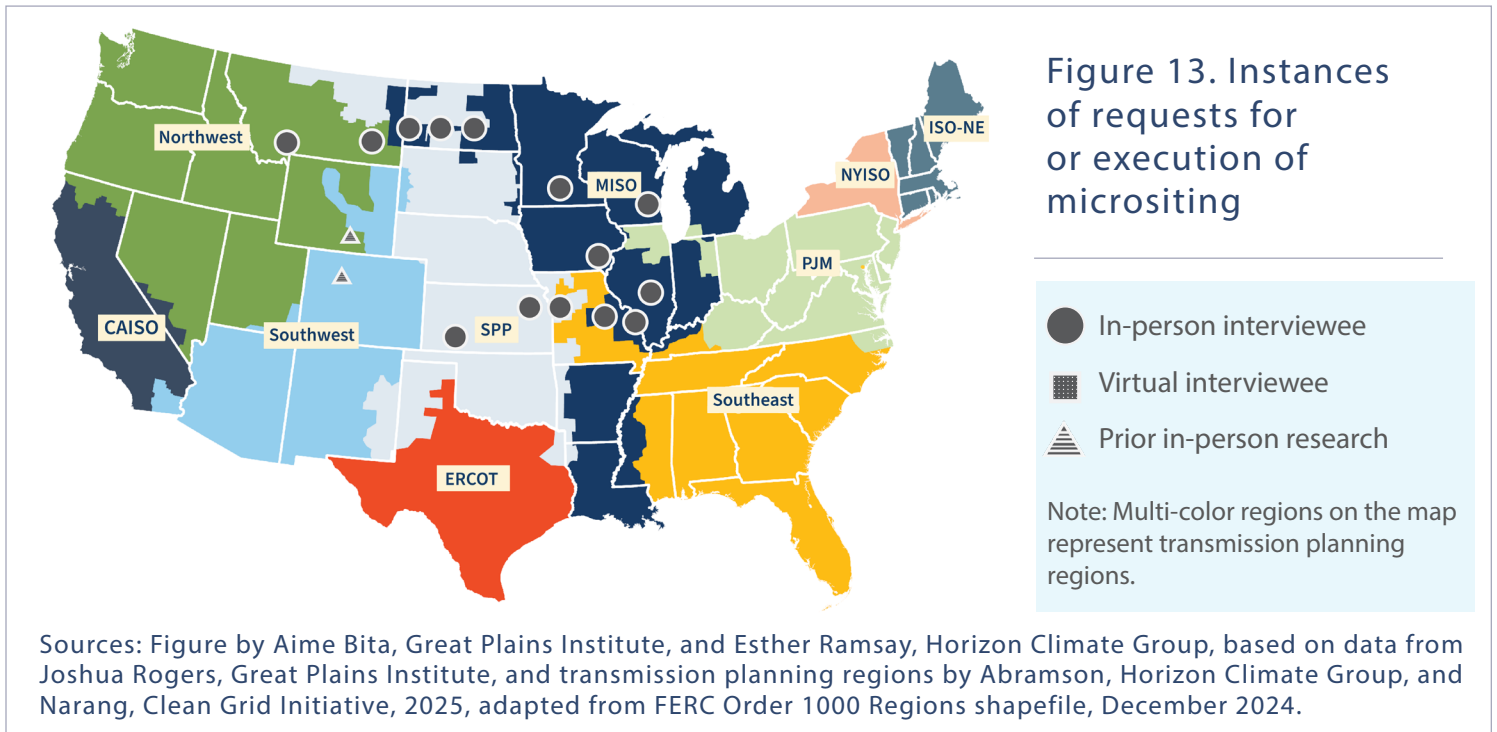 Figure 13. Instances
of requests for
or execution of
micrositing
Northwest
MISO
ISO-NE
NYISO
PJM
CAISO
Southwest
SPP
Southeast
ERCOT
In-person interviewee
Virtual interviewee
Prior in-person research
Note: Multi-color regions on the map
represent transmission planning
regions.
Sources: Figure by Aime Bita, Great Plains Institute, and Esther Ramsay, Horizon Climate Group, based on data from
Joshua Rogers, Great Plains Institute, and transmission planning regions by Abramson, Horizon Climate Group, and
Narang, Clean Grid Initiative, 2025, adapted from FERC Order 1000 Regions shapefile, December 2024.